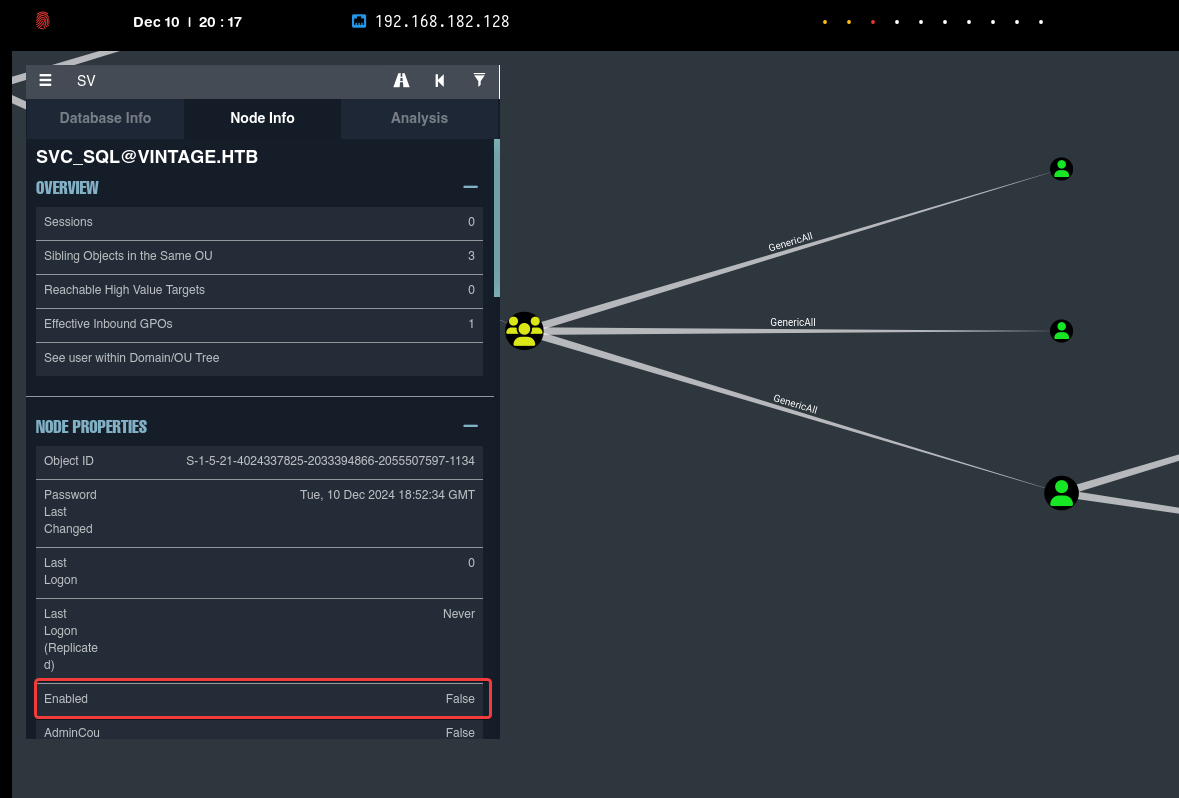 Dec 10 | 20 : 17
192.168.182.128
SV
Database Info
Node Info
Analysis
SVC_SQL@VINTAGE.HTB
OVERVIEW
Sessions 0
Sibling Objects in the Same OU 3
Reachable High Value Targets 0
Effective Inbound GPOs 1
See user within Domain/OU Tree
NODE PROPERTIES
Object ID S-1-5-21-4024337825-2033394866-2055507597-1134
Password Tue, 10 Dec 2024 18:52:34 GMT
Last
Changed
Last 0
Logon
Last Never
Logon
(Replicate
d)
Enabled False
AdminCou False
GenericAll
GenericAll
GenericAll